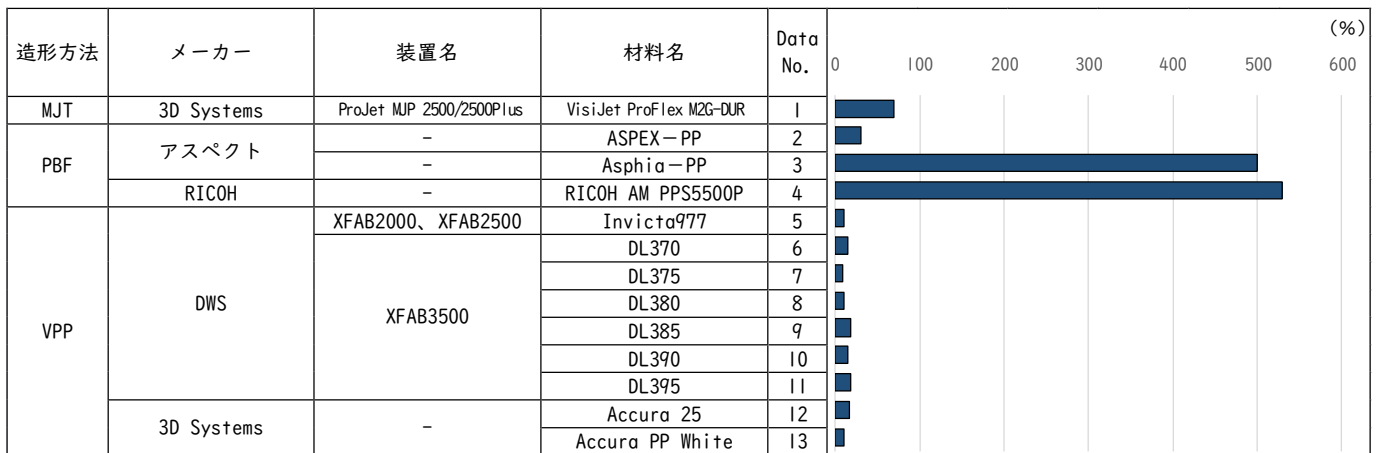 (%)
造形方法 メーカー 装置名 材料名 Data No. 0 100 200 300 400 500 600
MJT 3D Systems ProJet MJP 2500/2500Plus VisiJet ProFlex M2G-DUR 1
PBF アスペクト - ASPEX-PP 2
- Asphia-PP 3
RICOH - RICOH AM PPS5500P 4
VPP DWS XFAB2000、XFAB2500 Invicta977 5
XFAB3500 DL370 6
DL375 7
DL380 8
DL385 9
DL390 10
DL395 11
3D Systems - Accura 25 12
Accura PP White 13